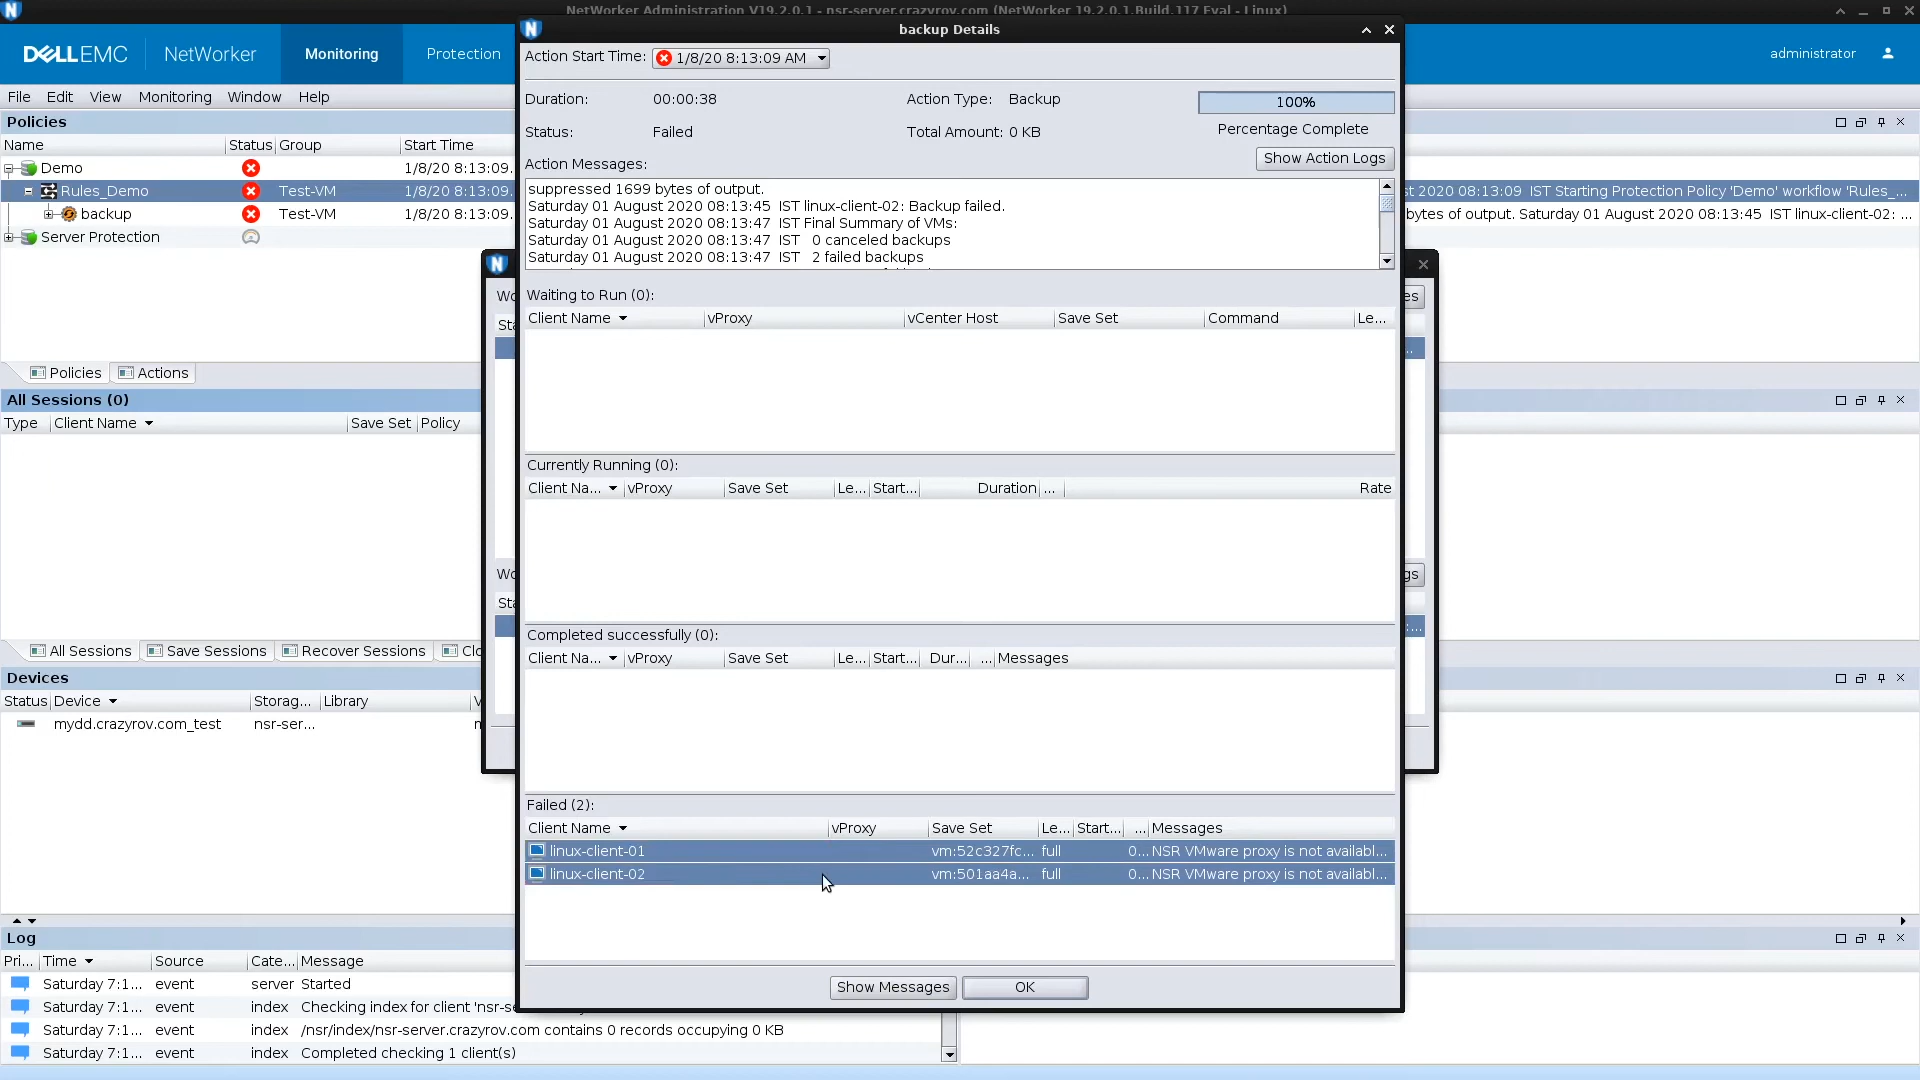 NetWorker Administration V19.2.0.1 - nsr-server.crazyrov.com (NetWorker 19.2.0.1.Build.117 Eval - Linux)
DELLEMC NetWorker Monitoring Protection administrator
File Edit View Monitoring Window Help
Policies
Name Status Group Start Time
Demo 1/8/20 8:13:09.
Rules_Demo Test-VM 1/8/20 8:13:09. st 2020 08:13:09 IST Starting Protection Policy 'Demo' workflow 'Rules_...
backup Test-VM 1/8/20 8:13:09. bytes of output. Saturday 01 August 2020 08:13:45 IST linux-client-02: ...
Server Protection
Policies Actions
All Sessions (0)
Type Client Name Save Set Policy
All Sessions Save Sessions Recover Sessions Clo
Devices
Status Device Storag... Library V
mydd.crazyrov.com_test nsr-ser...
Log
Pri... Time Source Cate... Message
Saturday 7:1... event server Started
Saturday 7:1... event index Checking index for client 'nsr-se
Saturday 7:1... event index /nsr/index/nsr-server.crazyrov.com contains 0 records occupying 0 KB
Saturday 7:1... event index Completed checking 1 client(s)
Wo
Sta
es
Wo
Sta
gs
backup Details
Action Start Time: 1/8/20 8:13:09 AM
Duration: 00:00:38 Action Type: Backup 100%
Status: Failed Total Amount: 0 KB Percentage Complete
Action Messages: Show Action Logs
suppressed 1699 bytes of output.
Saturday 01 August 2020 08:13:45 IST linux-client-02: Backup failed.
Saturday 01 August 2020 08:13:47 IST Final Summary of VMs:
Saturday 01 August 2020 08:13:47 IST 0 canceled backups
Saturday 01 August 2020 08:13:47 IST 2 failed backups
Waiting to Run (0):
Client Name vProxy vCenter Host Save Set Command Le...
Currently Running (0):
Client Na... vProxy Save Set Le... Start... Duration ... Rate
Completed successfully (0):
Client Na... vProxy Save Set Le... Start... Dur... ... Messages
Failed (2):
Client Name vProxy Save Set Le... Start... ... Messages
linux-client-01 vm:52c327fc... full 0... NSR VMware proxy is not availabl...
linux-client-02 vm:501aa4a... full 0... NSR VMware proxy is not availabl...
Show Messages OK